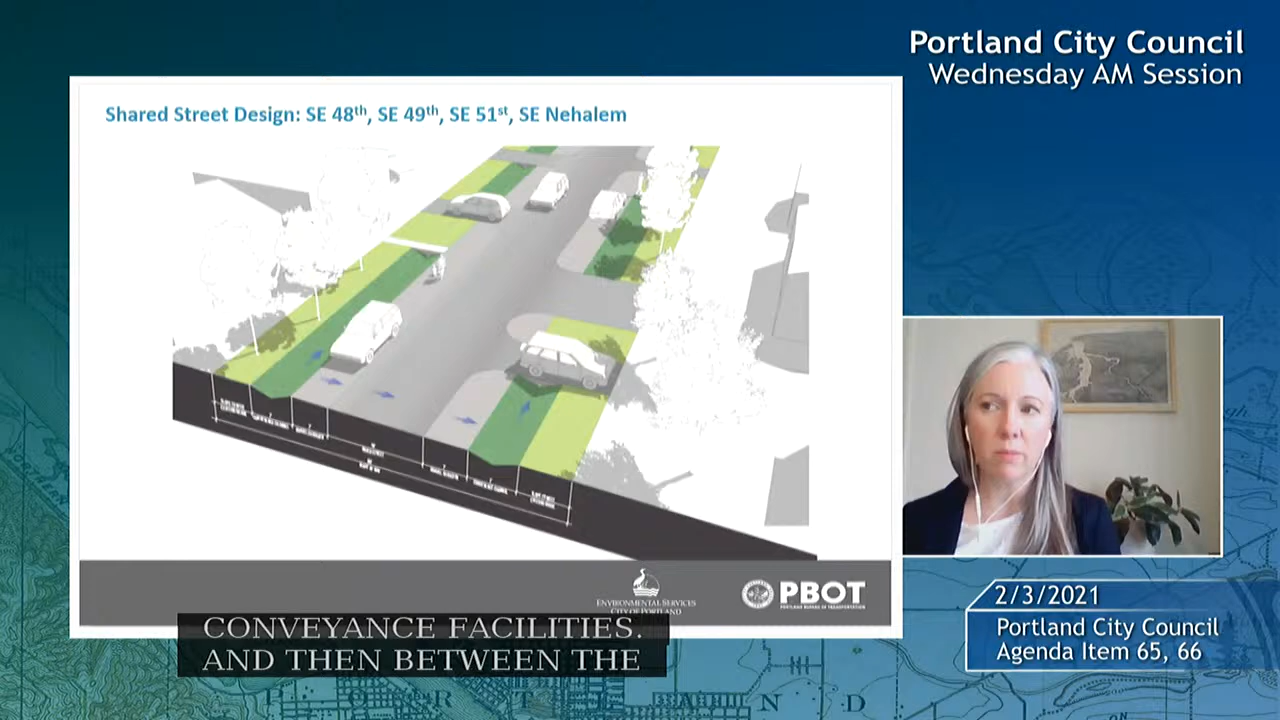 Portland City Council
Wednesday AM Session
Shared Street Design: SE 48th, SE 49th, SE 51st, SE Nehalem
ENVIRONMENTAL SERVICES
CITY OF PORTLAND
PBOT
PORTLAND BUREAU OF TRANSPORTATION
CONVEYANCE FACILITIES.
AND THEN BETWEEN THE
2/3/2021
Portland City Council
Agenda Item 65, 66